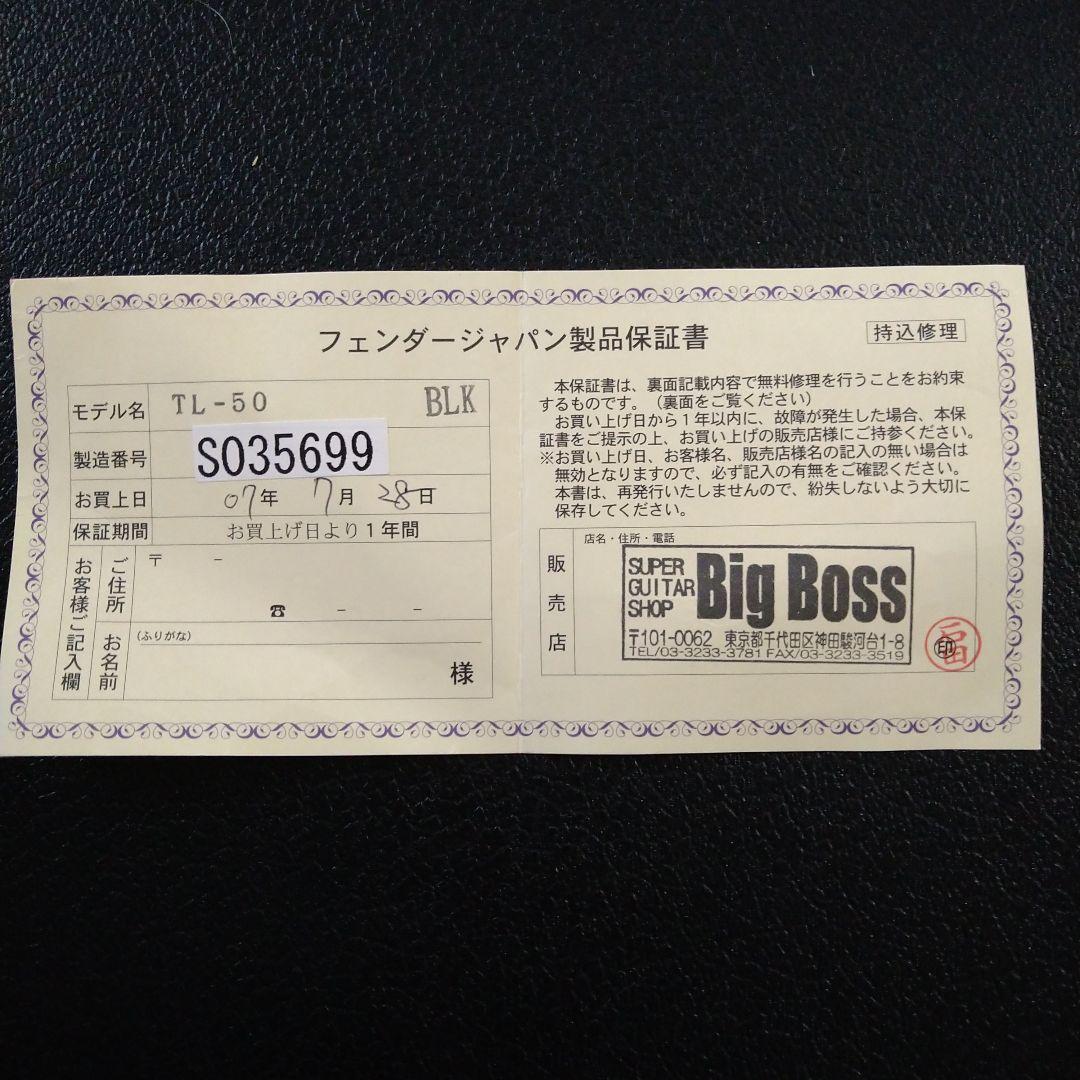 フェンダージャパン製品保証書
持込修理
モデル名 TL-50 BLK
製造番号 S035699
お買上日 07年 7月 28日
保証期間 お買上げ日より1年間
お客様ご記入欄
ご住所 〒 -
☎ - -
お名前 (ふりがな)
様
本保証書は、裏面記載内容で無料修理を行うことをお約束
するものです。（裏面をご覧ください）
お買い上げ日から1年以内に、故障が発生した場合、本保
証書をご提示の上、お買い上げの販売店様にご持参ください。
※お買い上げ日、お客様名、販売店様名の記入の無い場合は
無効となりますので、必ず記入の有無をご確認ください。
本書は、再発行いたしませんので、紛失しないよう大切に
保存してください。
販売店
店名・住所・電話
SUPER
GUITAR
SHOP
Big Boss
〒101-0062 東京都千代田区神田駿河台1-8
TEL/03-3233-3781 FAX/03-3233-3519
印